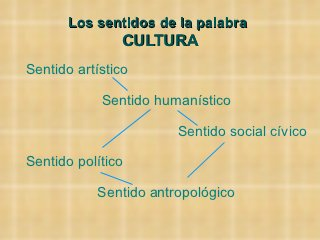 Los sentidos de la palabra
CULTURA
Sentido artístico
Sentido humanístico
Sentido social cívico
Sentido político
Sentido antropológico